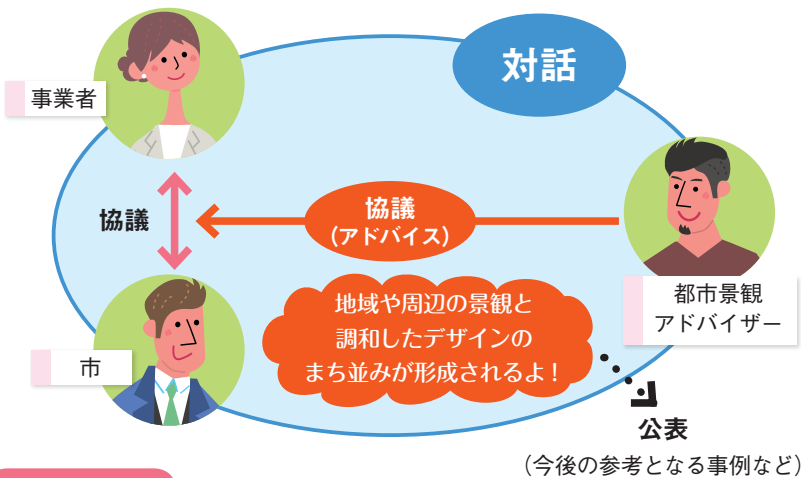 対話
事業者
協議
協議
(アドバイス)
都市景観
アドバイザー
地域や周辺の景観と
調和したデザインの
まち並みが形成されるよ！
市
公表
（今後の参考となる事例など）